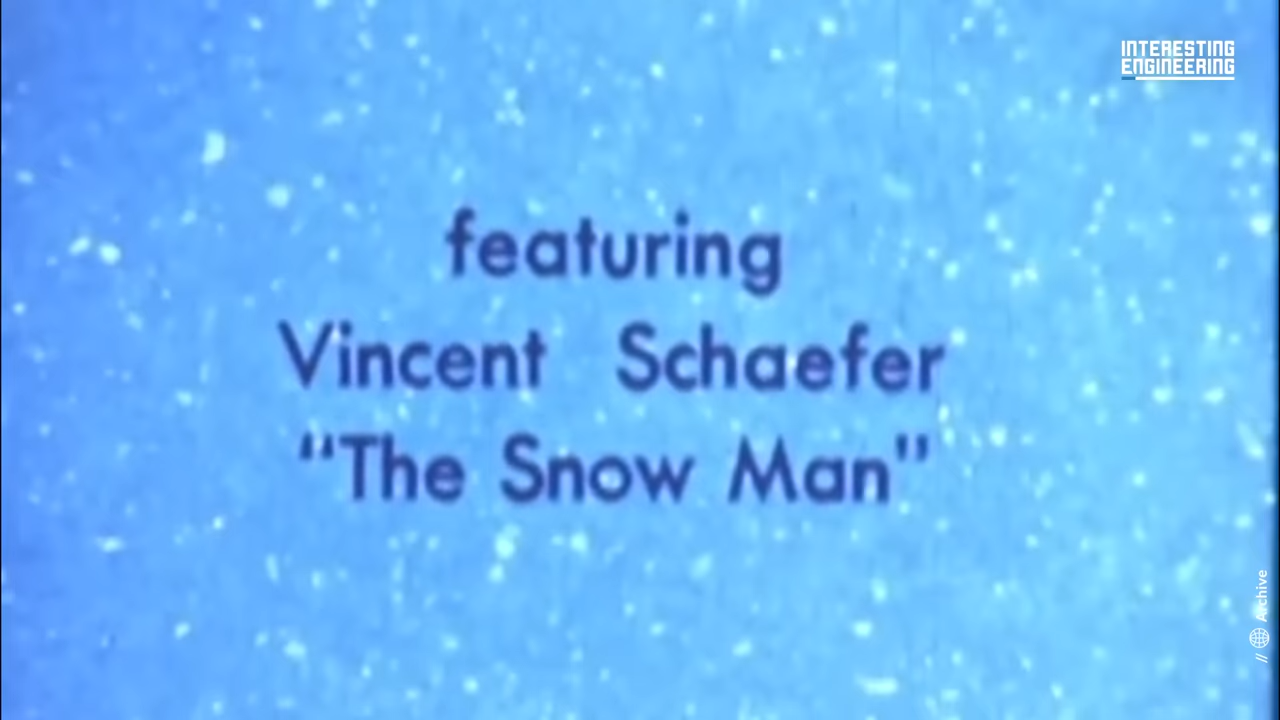 INTERESTING
ENGINEERING
featuring
Vincent Schaefer
“The Snow Man”
// Archive